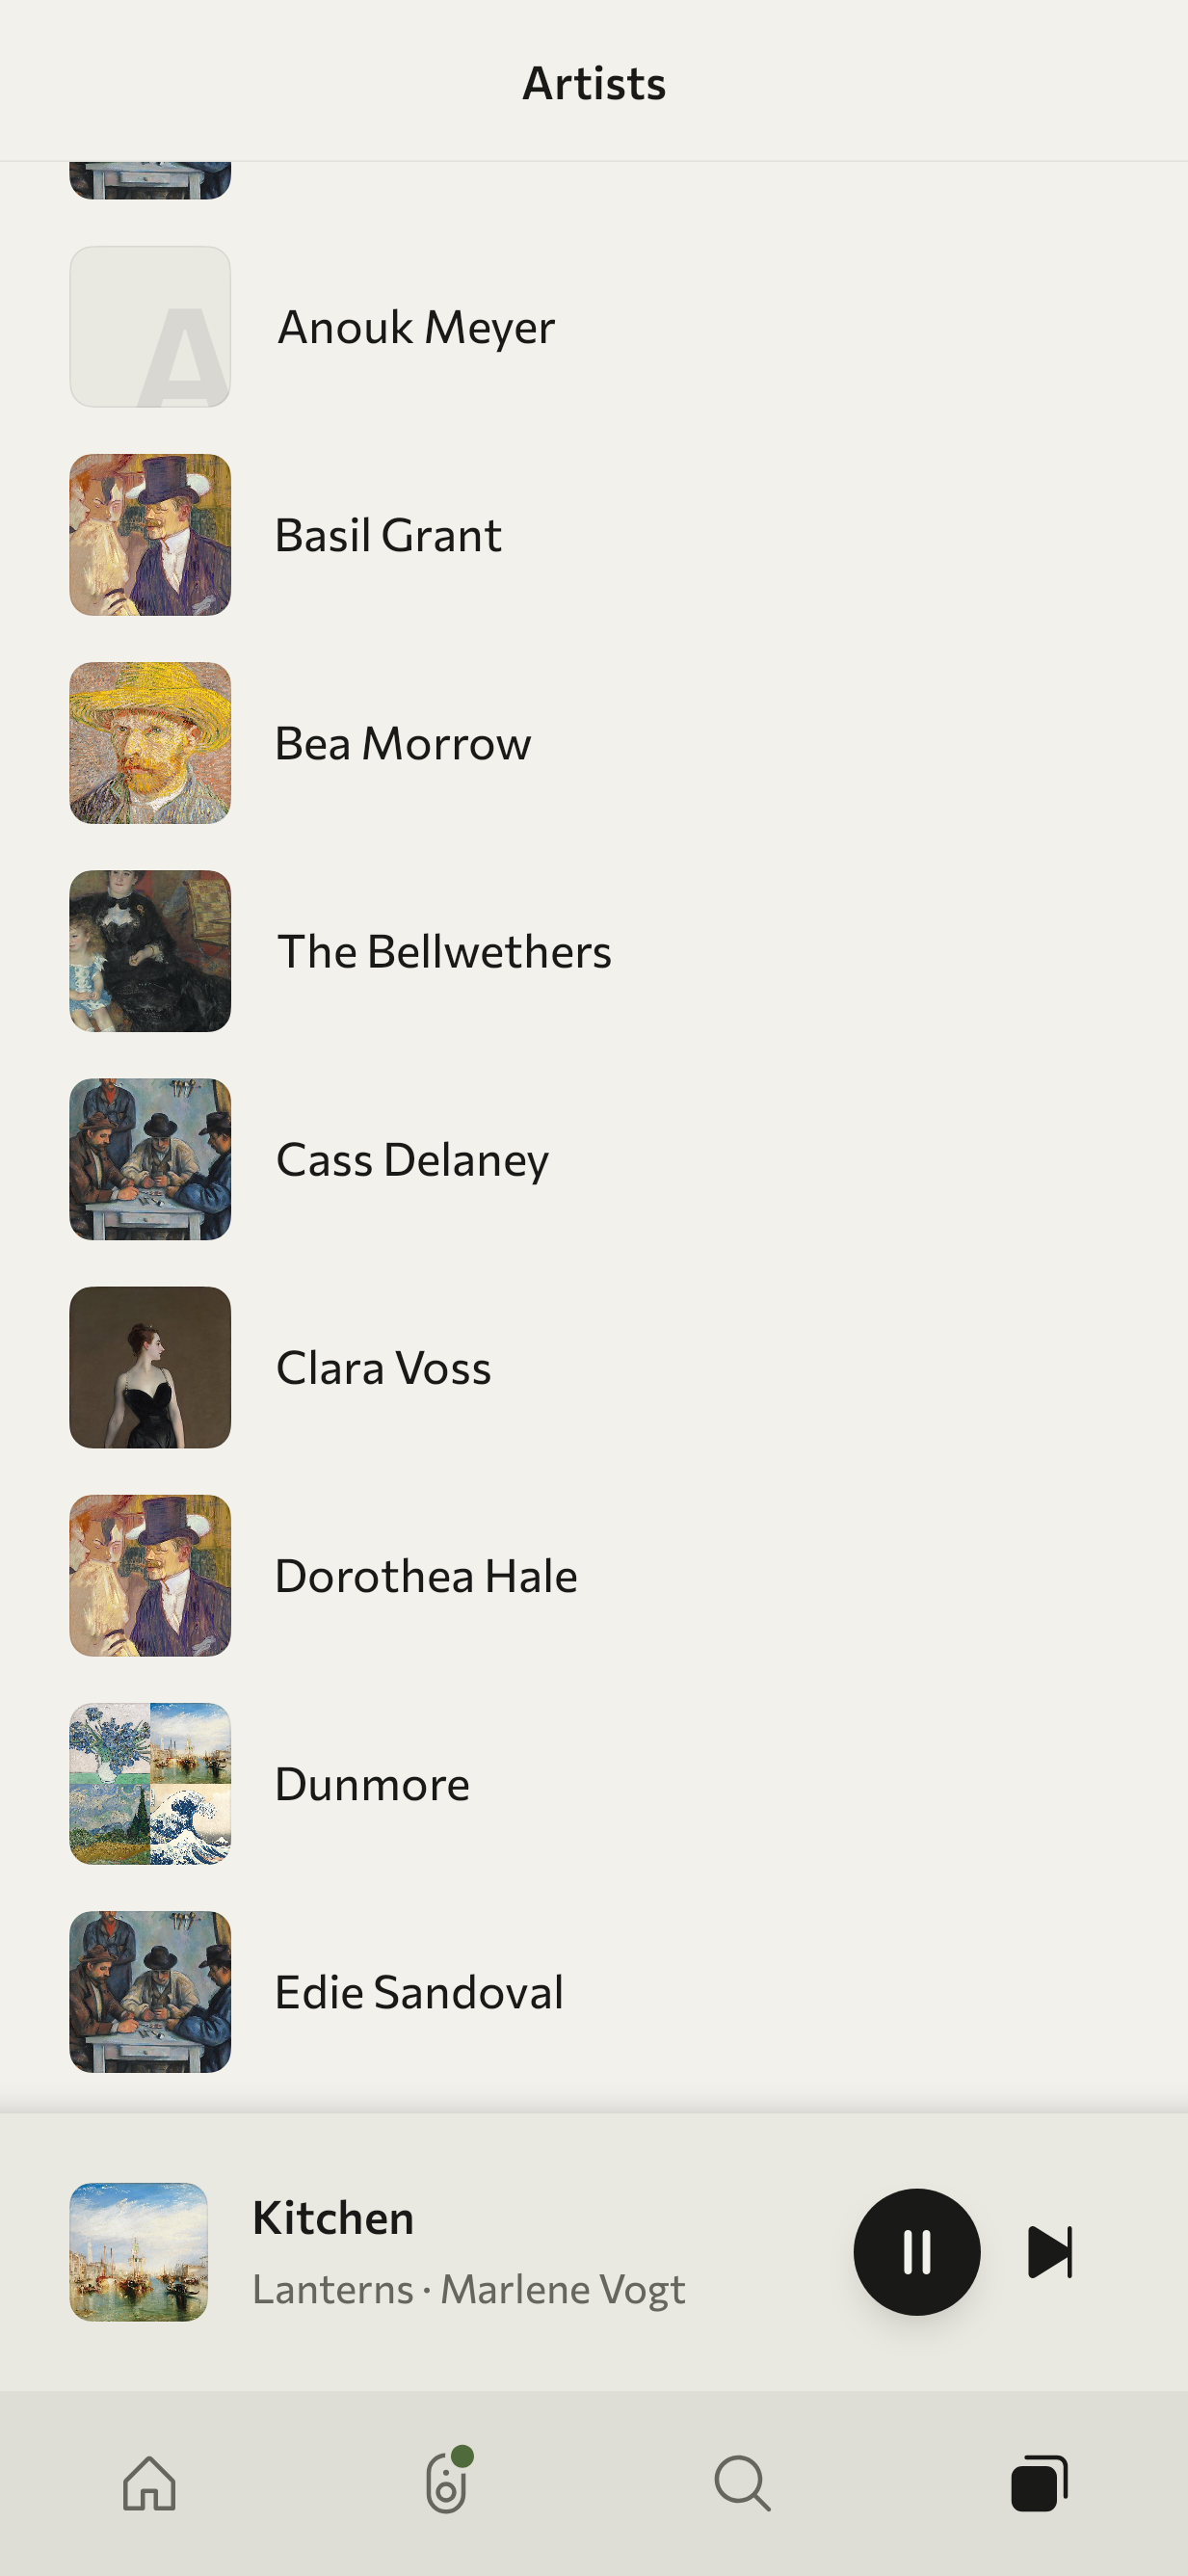 Artists
A
Anouk Meyer
Basil Grant
Bea Morrow
The Bellwethers
Cass Delaney
Clara Voss
Dorothea Hale
Dunmore
Edie Sandoval
Kitchen
Lanterns · Marlene Vogt